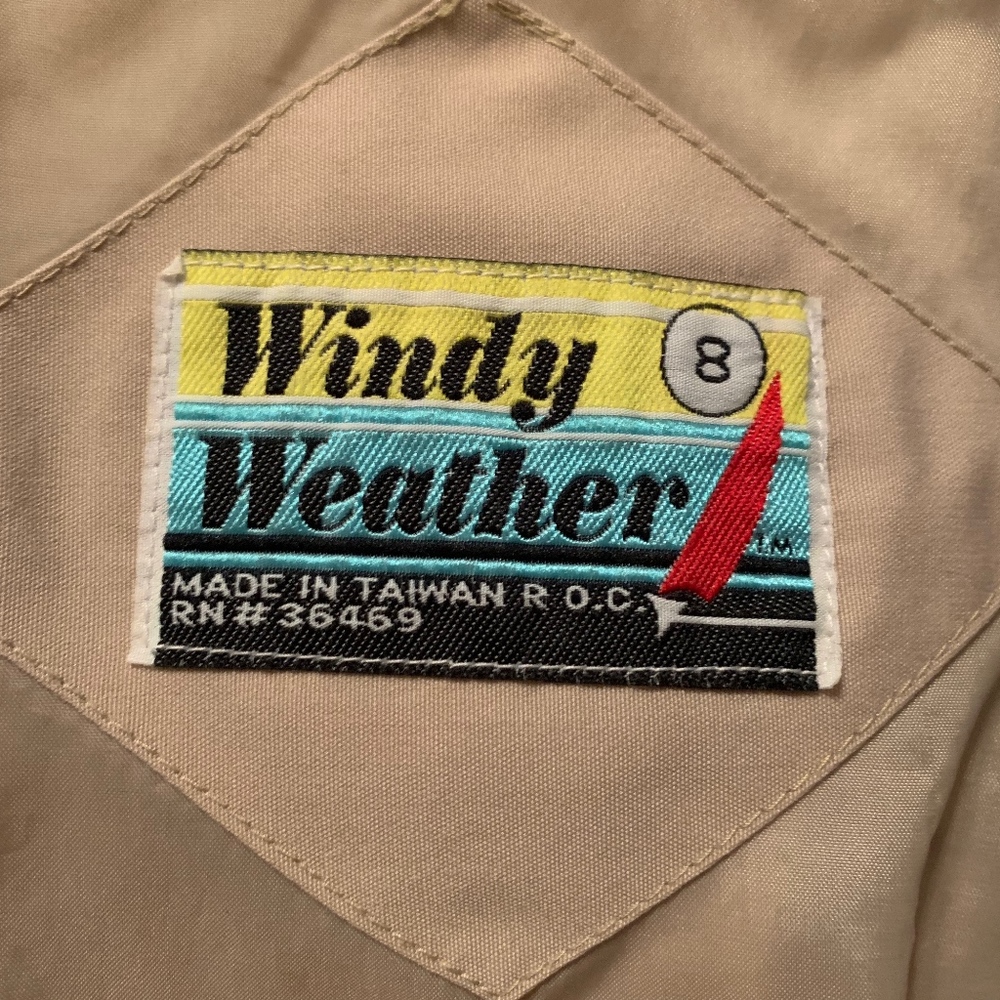 Windy
8
Weather
TM
MADE IN TAIWAN R O.C.
RN# 36469